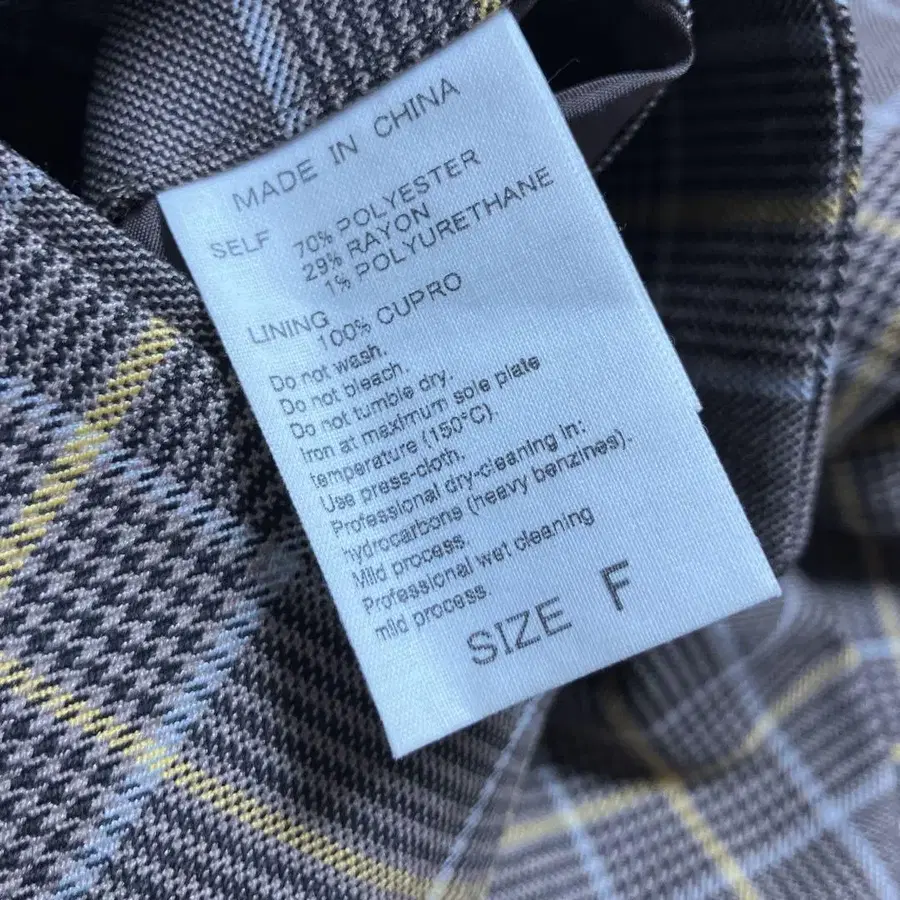 MADE IN CHINA
SELF 70% POLYESTER
29% RAYON
1% POLYURETHANE
LINING
100% CUPRO
Do not wash.
Do not bleach.
Do not tumble dry.
Iron at maximum sole plate
temperature (150°C).
Use press-cloth.
Professional dry-cleaning in:
hydrocarbons (heavy benzines).
Mild process.
Professional wet cleaning
mild process.
SIZE F